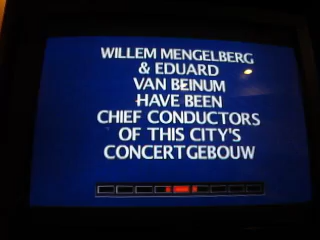 WILLEM MENGELBERG
& EDUARD
VAN BEINUM
HAVE BEEN
CHIEF CONDUCTORS
OF THIS CITY'S
CONCERTGEBOUW